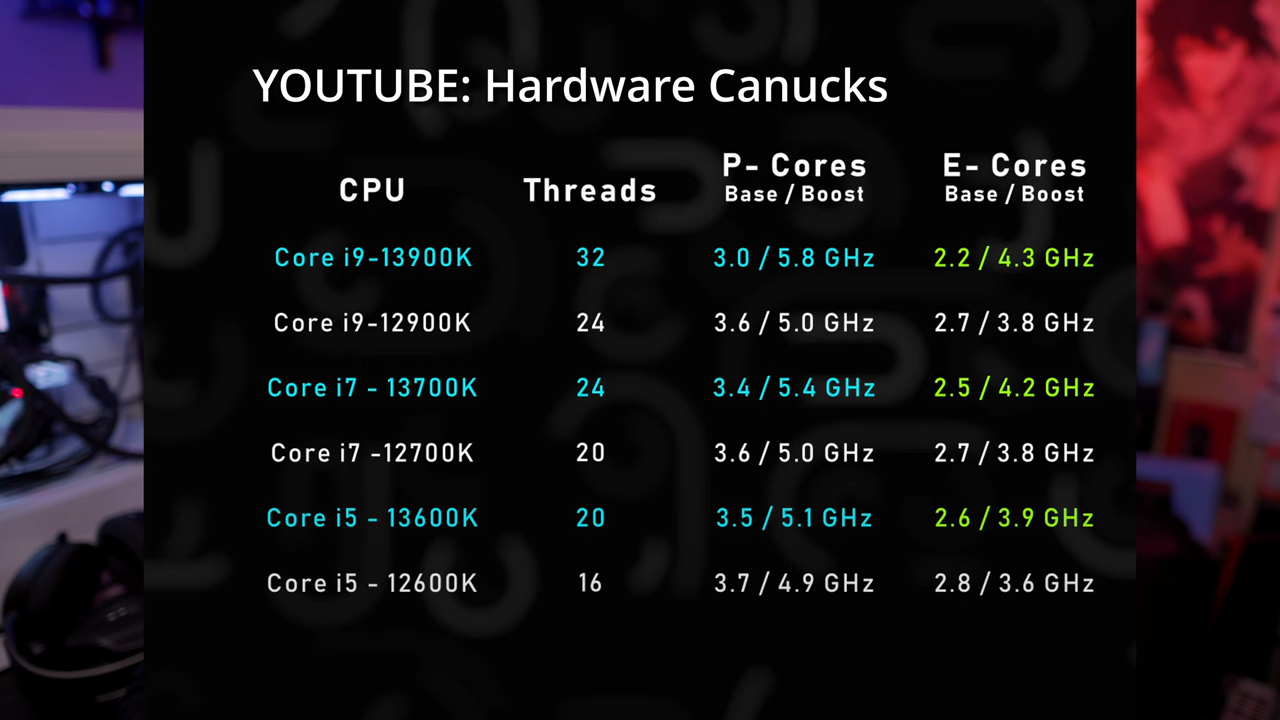 YOUTUBE: Hardware Canucks
CPU Threads P- Cores Base / Boost E- Cores Base / Boost
Core i9-13900K 32 3.0 / 5.8 GHz 2.2 / 4.3 GHz
Core i9-12900K 24 3.6 / 5.0 GHz 2.7 / 3.8 GHz
Core i7 - 13700K 24 3.4 / 5.4 GHz 2.5 / 4.2 GHz
Core i7 -12700K 20 3.6 / 5.0 GHz 2.7 / 3.8 GHz
Core i5 - 13600K 20 3.5 / 5.1 GHz 2.6 / 3.9 GHz
Core i5 - 12600K 16 3.7 / 4.9 GHz 2.8 / 3.6 GHz